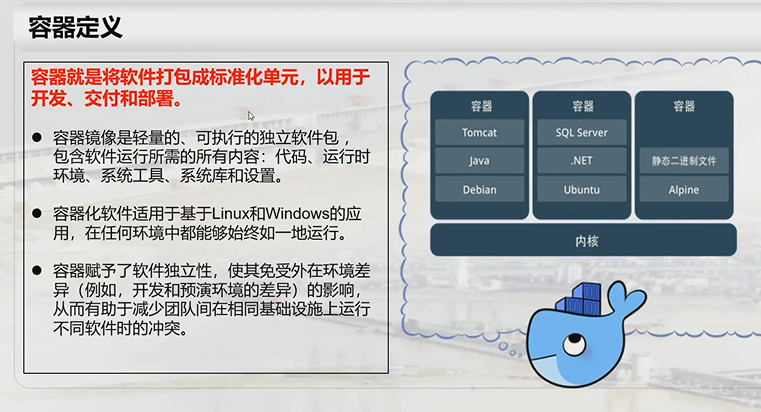 容器定义
容器就是将软件打包成标准化单元，以用于
开发、交付和部署。
● 容器镜像是轻量的、可执行的独立软件包，
包含软件运行所需的所有内容：代码、运行时
环境、系统工具、系统库和设置。
● 容器化软件适用于基于Linux和Windows的应
用，在任何环境中都能够始终如一地运行。
● 容器赋予了软件独立性，使其免受外在环境差
异（例如，开发和预演环境的差异）的影响，
从而有助于减少团队间在相同基础设施上运行
不同软件时的冲突。
容器
Tomcat
Java
Debian
容器
SQL Server
.NET
Ubuntu
容器
静态二进制文件
Alpine
内核